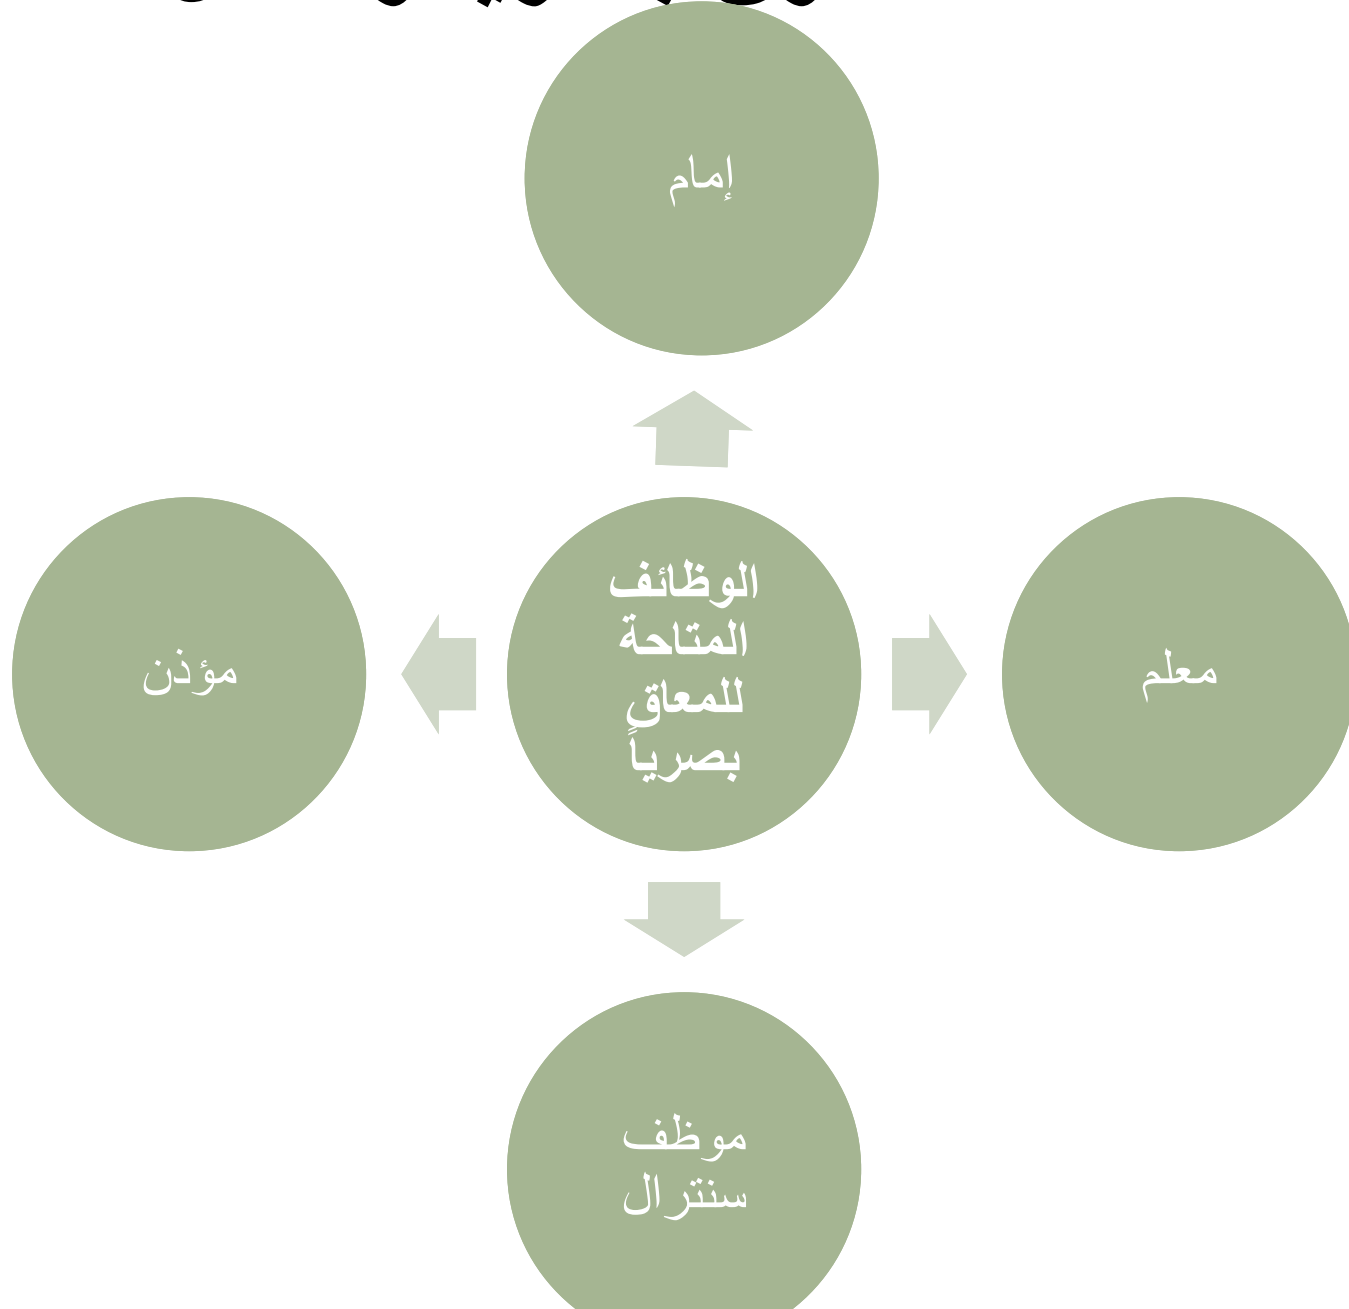 إمام
الوظائف
المتاحة
للمعاق
بصرياً
معلم
مؤذن
موظف
سنترال